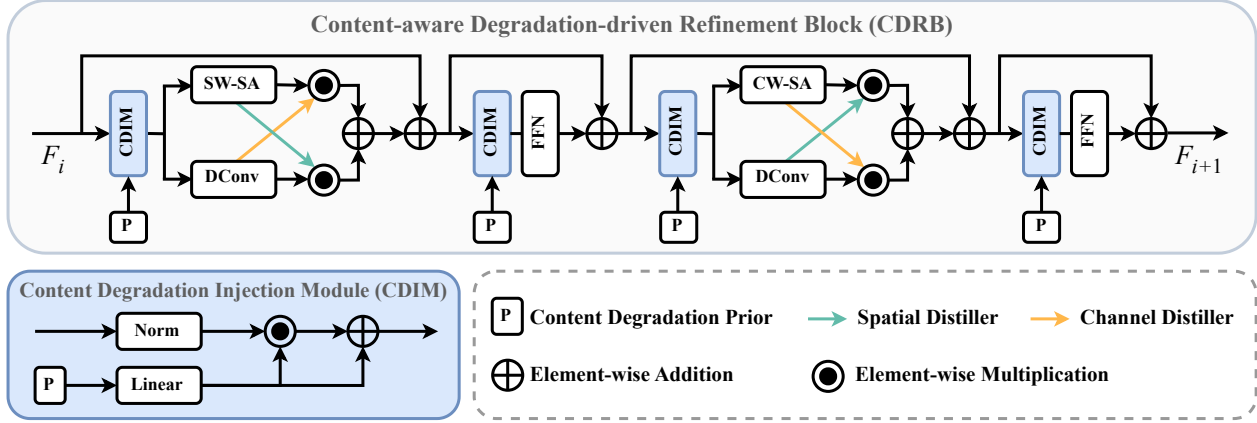 Content-aware Degradation-driven Refinement Block (CDRB)
SW-SA
CW-SA
CDIM
CDIM
FFN
CDIM
CDIM
FFN
F_i
F_{i+1}
DConv
DConv
P
P
P
P
Content Degradation Injection Module (CDIM)
Norm
P
Linear
P
Content Degradation Prior
Spatial Distiller
Channel Distiller
Element-wise Addition
Element-wise Multiplication